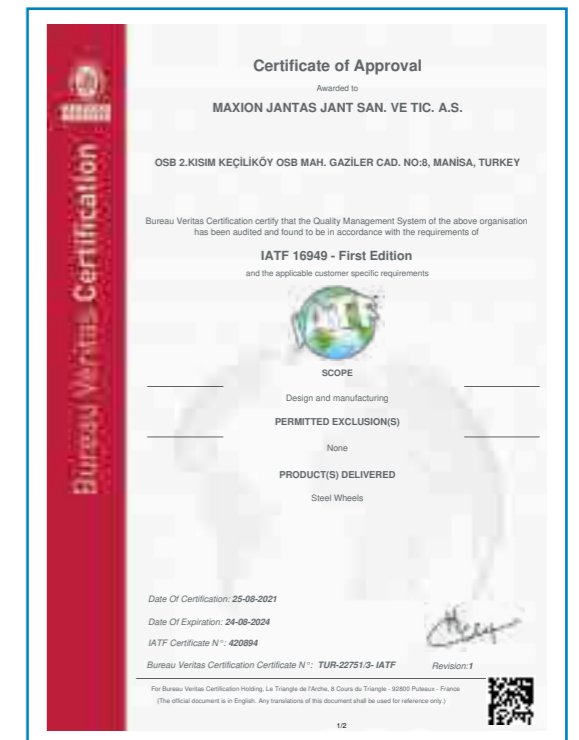 Bureau Veritas Certification
Certificate of Approval
Awarded to
MAXION JANTAS JANT SAN. VE TIC. A.S.
OSB 2.KISIM KEÇİLİKÖY OSB MAH. GAZİLER CAD. NO:8, MANİSA, TURKEY
Bureau Veritas Certification certify that the Quality Management System of the above organisation
has been audited and found to be in accordance with the requirements of
IATF 16949 - First Edition
and the applicable customer specific requirements
IATF
SCOPE
Design and manufacturing
PERMITTED EXCLUSION(S)
None
PRODUCT(S) DELIVERED
Steel Wheels
Date Of Certification: 25-08-2021
Date Of Expiration: 24-08-2024
IATF Certificate N°: 420894
Bureau Veritas Certification Certificate N°: TUR-22751/3- IATF Revision:1
For Bureau Veritas Certification Holding, Le Triangle de l'Arche, 8 Cours du Triangle - 92800 Puteaux - France
(The official document is in English. Any translations of this document shall be used for reference only.)
1/2